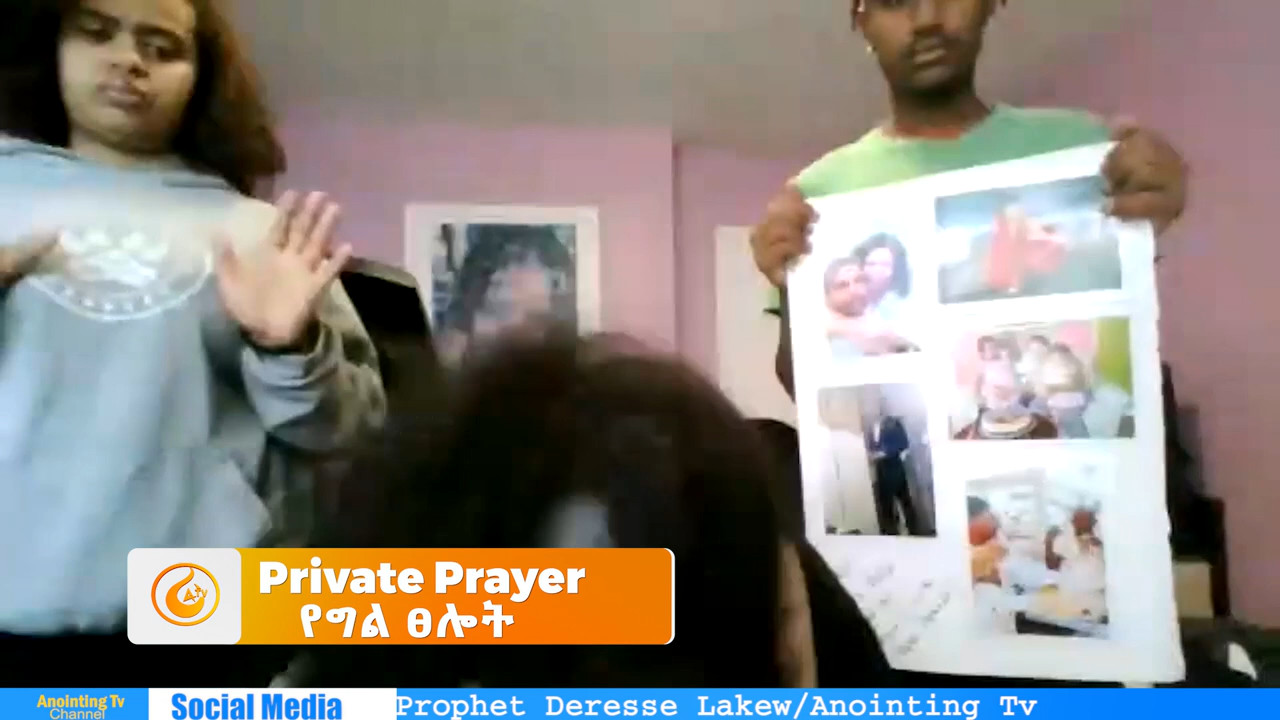 Private Prayer
የግል ፀሎት
Anointing Tv
Channel
Social Media
Prophet Deresse Lakew/Anointing Tv